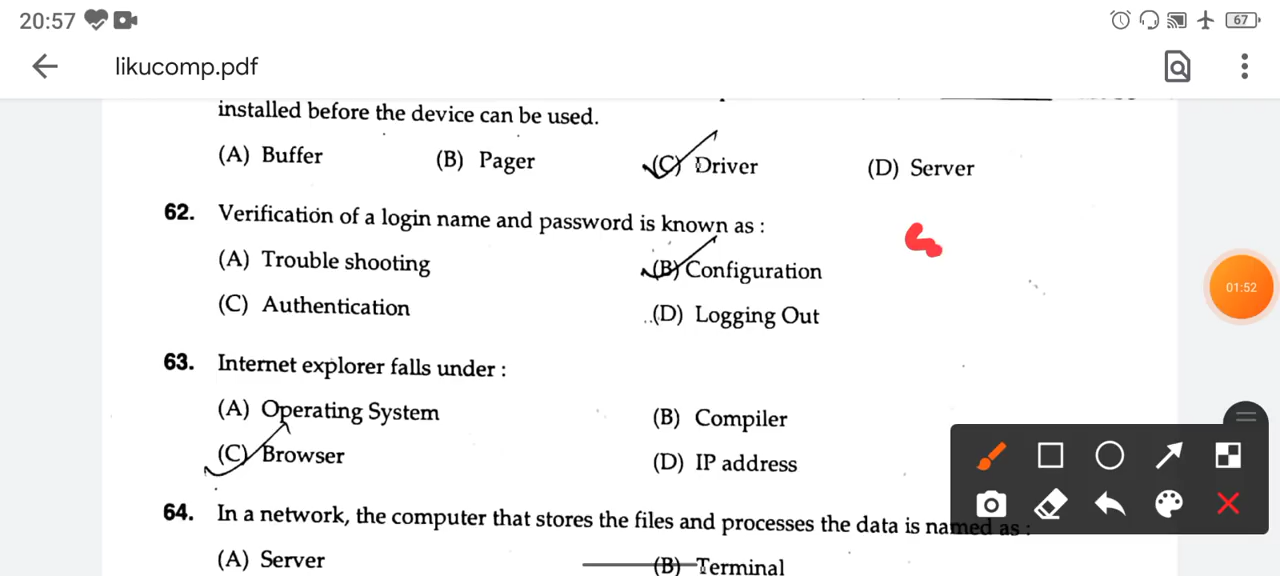 20:57
67
likucomp.pdf
installed before the device can be used.
(A) Buffer (B) Pager (C) Driver (D) Server
62. Verification of a login name and password is known as :
(A) Trouble shooting (B) Configuration
(C) Authentication (D) Logging Out
01:52
63. Internet explorer falls under :
(A) Operating System (B) Compiler
(C) Browser (D) IP address
64. In a network, the computer that stores the files and processes the data is named as :
(A) Server (B) Terminal